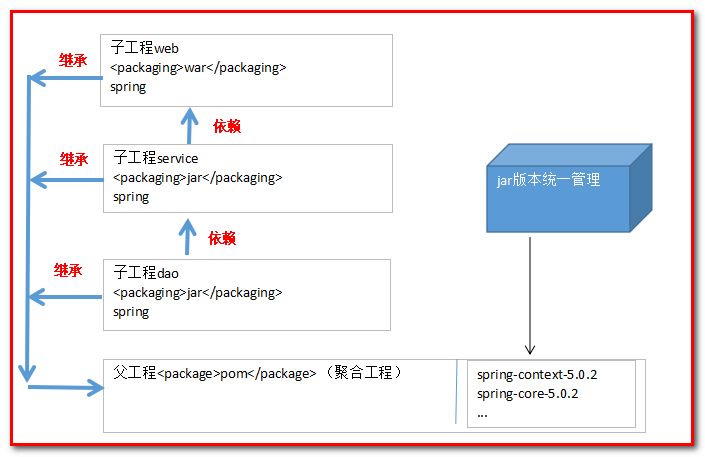 子工程web
<packaging>war</packaging>
spring
继承
依赖
子工程service
<packaging>jar</packaging>
spring
继承
jar版本统一管理
依赖
子工程dao
<packaging>jar</packaging>
spring
继承
父工程<package>pom</package> （聚合工程）
spring-context-5.0.2
spring-core-5.0.2
...